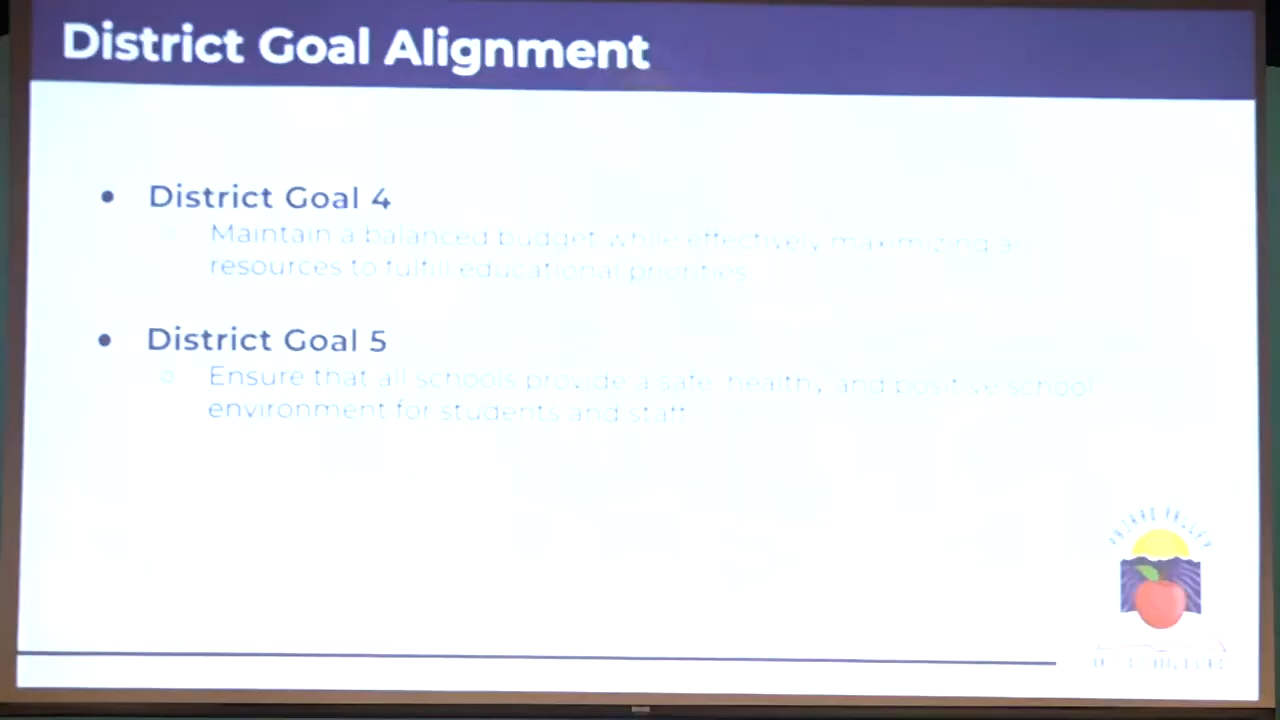 District Goal Alignment
• District Goal 4
○ Maintain a balanced budget while effectively maximizing
resources to fulfill educational priorities
• District Goal 5
○ Ensure that all schools provide a safe healthy and positive school
environment for students and staff